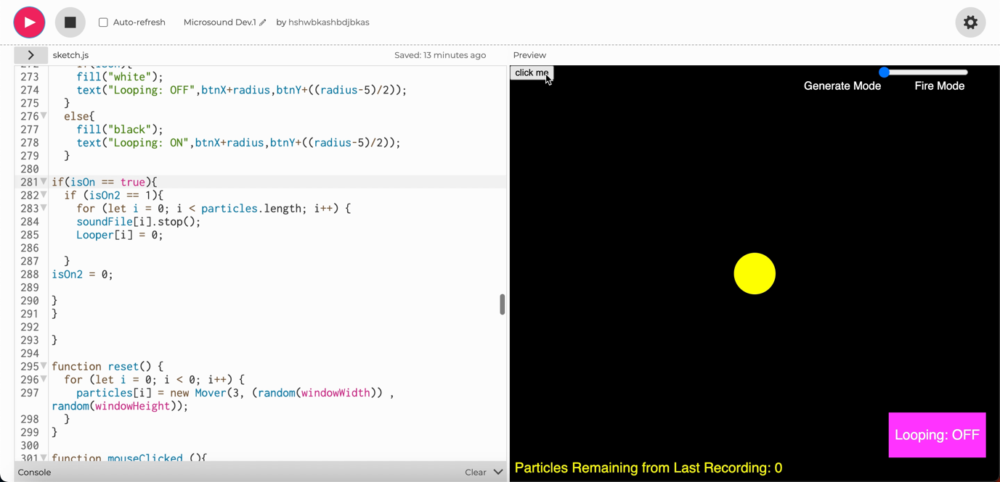 Auto-refresh
Microsound Dev.1
by hshwbkashbdjbkas
sketch.js
Saved: 13 minutes ago
Preview
273 fill("white");
274 text("Looping: OFF",btnX+radius,btnY+((radius-5)/2));
275 }
276 else{
277 fill("black");
278 text("Looping: ON",btnX+radius,btnY+((radius-5)/2));
279 }
280
281 if(isOn == true){
282 if (isOn2 == 1){
283 for (let i = 0; i < particles.length; i++) {
284 soundFile[i].stop();
285 Looper[i] = 0;
286
287 }
288 isOn2 = 0;
289
290 }
291 }
292
293 }
294
295 function reset() {
296 for (let i = 0; i < 0; i++) {
297 particles[i] = new Mover(3, (random(windowWidth)) ,
random(windowHeight));
298 }
299 }
300
301 function mouseClicked (){
Console
Clear
click me
Generate Mode
Fire Mode
Looping: OFF
Particles Remaining from Last Recording: 0